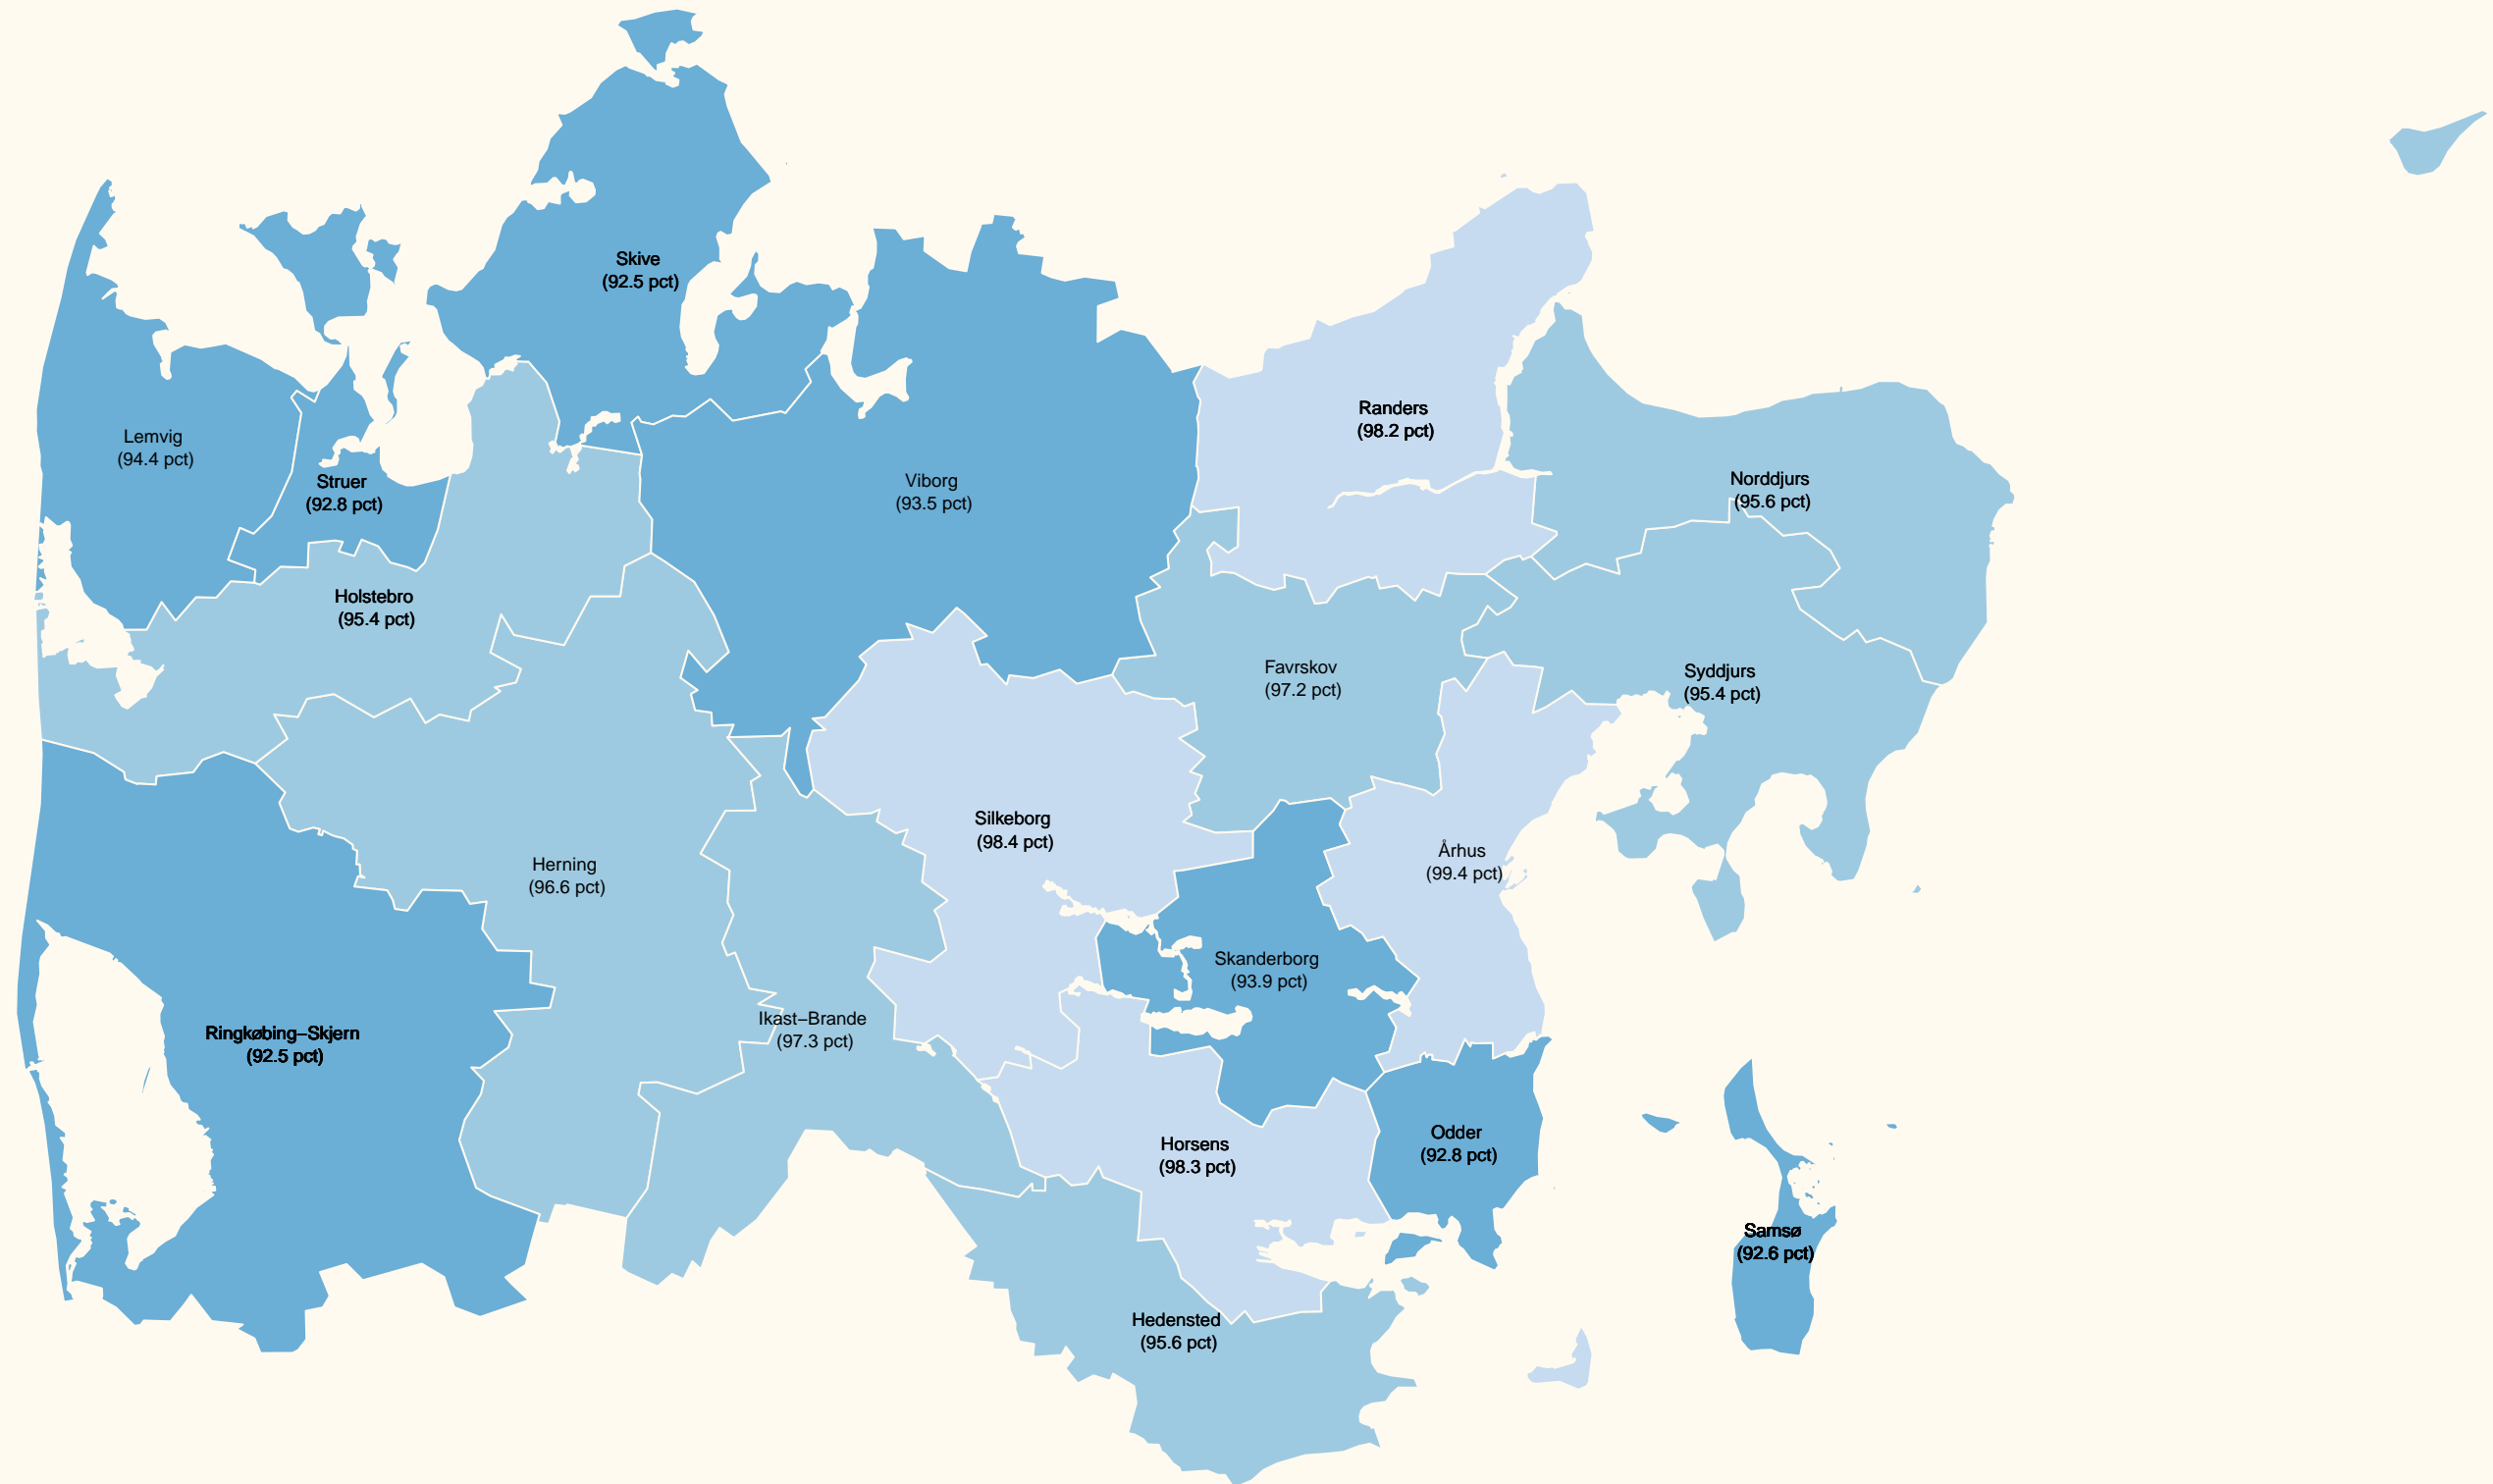 Skive
(92.5 pct)
Randers
(98.2 pct)
Lemvig
(94.4 pct)
Struer
(92.8 pct)
Viborg
(93.5 pct)
Norddjurs
(95.6 pct)
Holstebro
(95.4 pct)
Favrskov
(97.2 pct)
Syddjurs
(95.4 pct)
Silkeborg
(98.4 pct)
Herning
(96.6 pct)
Århus
(99.4 pct)
Skanderborg
(93.9 pct)
Ikast−Brande
(97.3 pct)
Ringkøbing−Skjern
(92.5 pct)
Horsens
(98.3 pct)
Odder
(92.8 pct)
Samsø
(92.6 pct)
Hedensted
(95.6 pct)